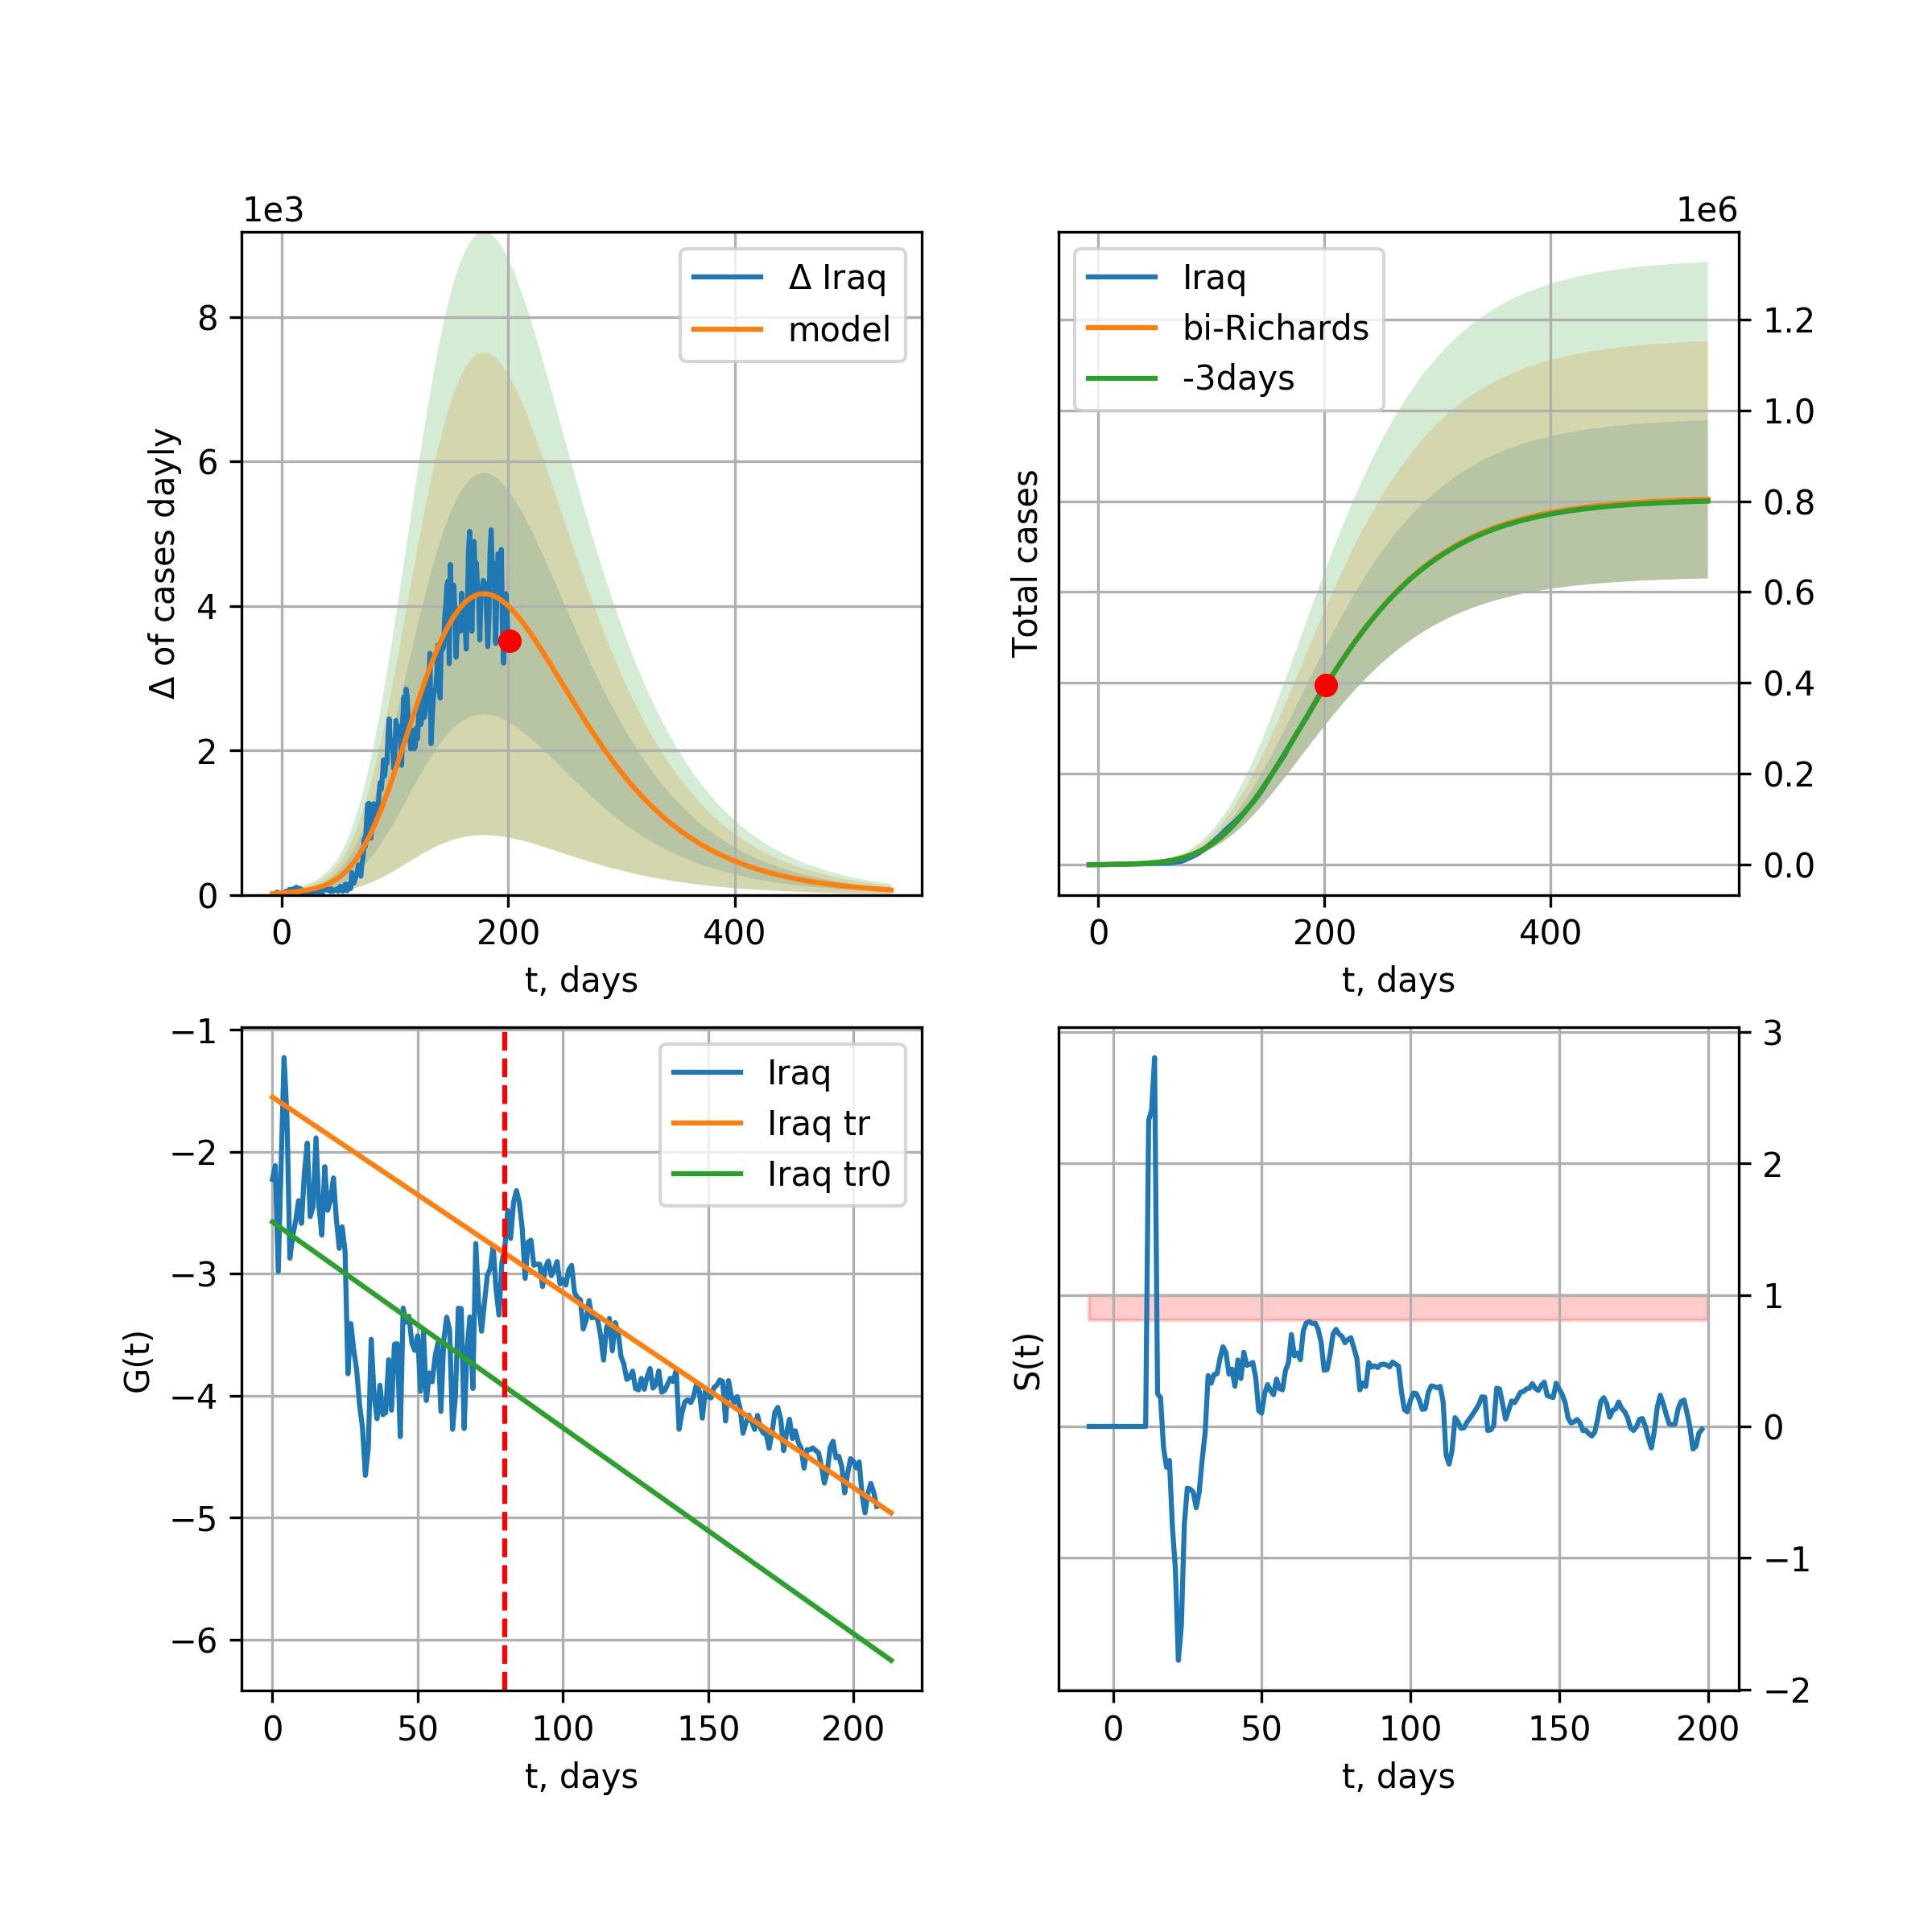 1e3
Δ Iraq
model
8
6
4
2
0
Δ of cases dayly
0 200 400
t, days
1e6
Iraq
bi-Richards
-3days
1.2
1.0
0.8
0.6
0.4
0.2
0.0
Total cases
0 200 400
t, days
−1
−2
−3
−4
−5
−6
G(t)
Iraq
Iraq tr
Iraq tr0
0 50 100 150 200
t, days
3
2
1
0
−1
−2
S(t)
0 50 100 150 200
t, days